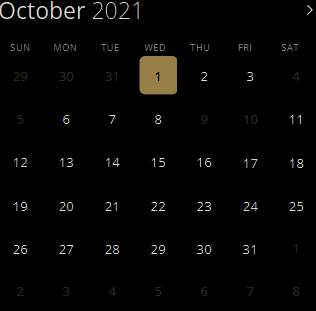 October 2021
SUN MON TUE WED THU FRI SAT
29 30 31 1 2 3 4
5 6 7 8 9 10 11
12 13 14 15 16 17 18
19 20 21 22 23 24 25
26 27 28 29 30 31 1
2 3 4 5 6 7 8